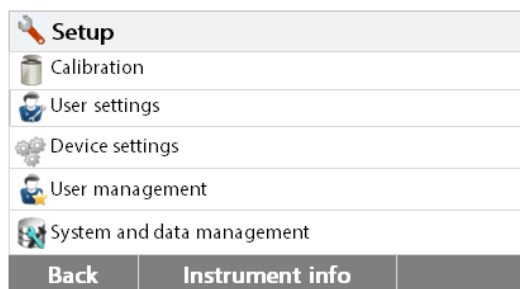 Setup
Calibration
User settings
Device settings
User management
System and data management
Back Instrument info